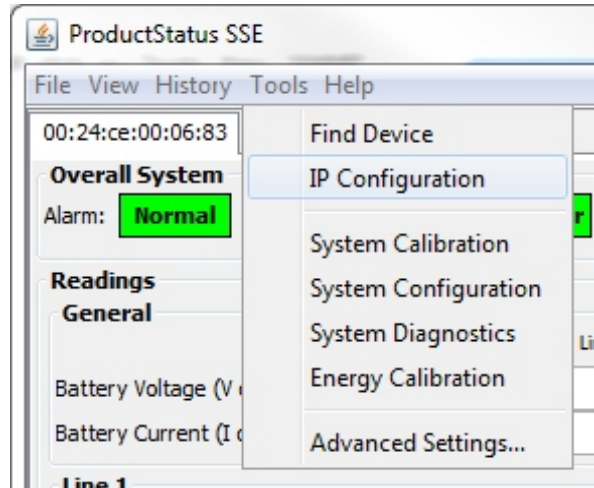 ProductStatus SSE
File View History Tools Help
00:24:ce:00:06:83
Find Device
Overall System
IP Configuration
Alarm: Normal
r
System Calibration
Readings
System Configuration
General
System Diagnostics
Li
Battery Voltage (V
Energy Calibration
Battery Current (I
Advanced Settings...
Line 1